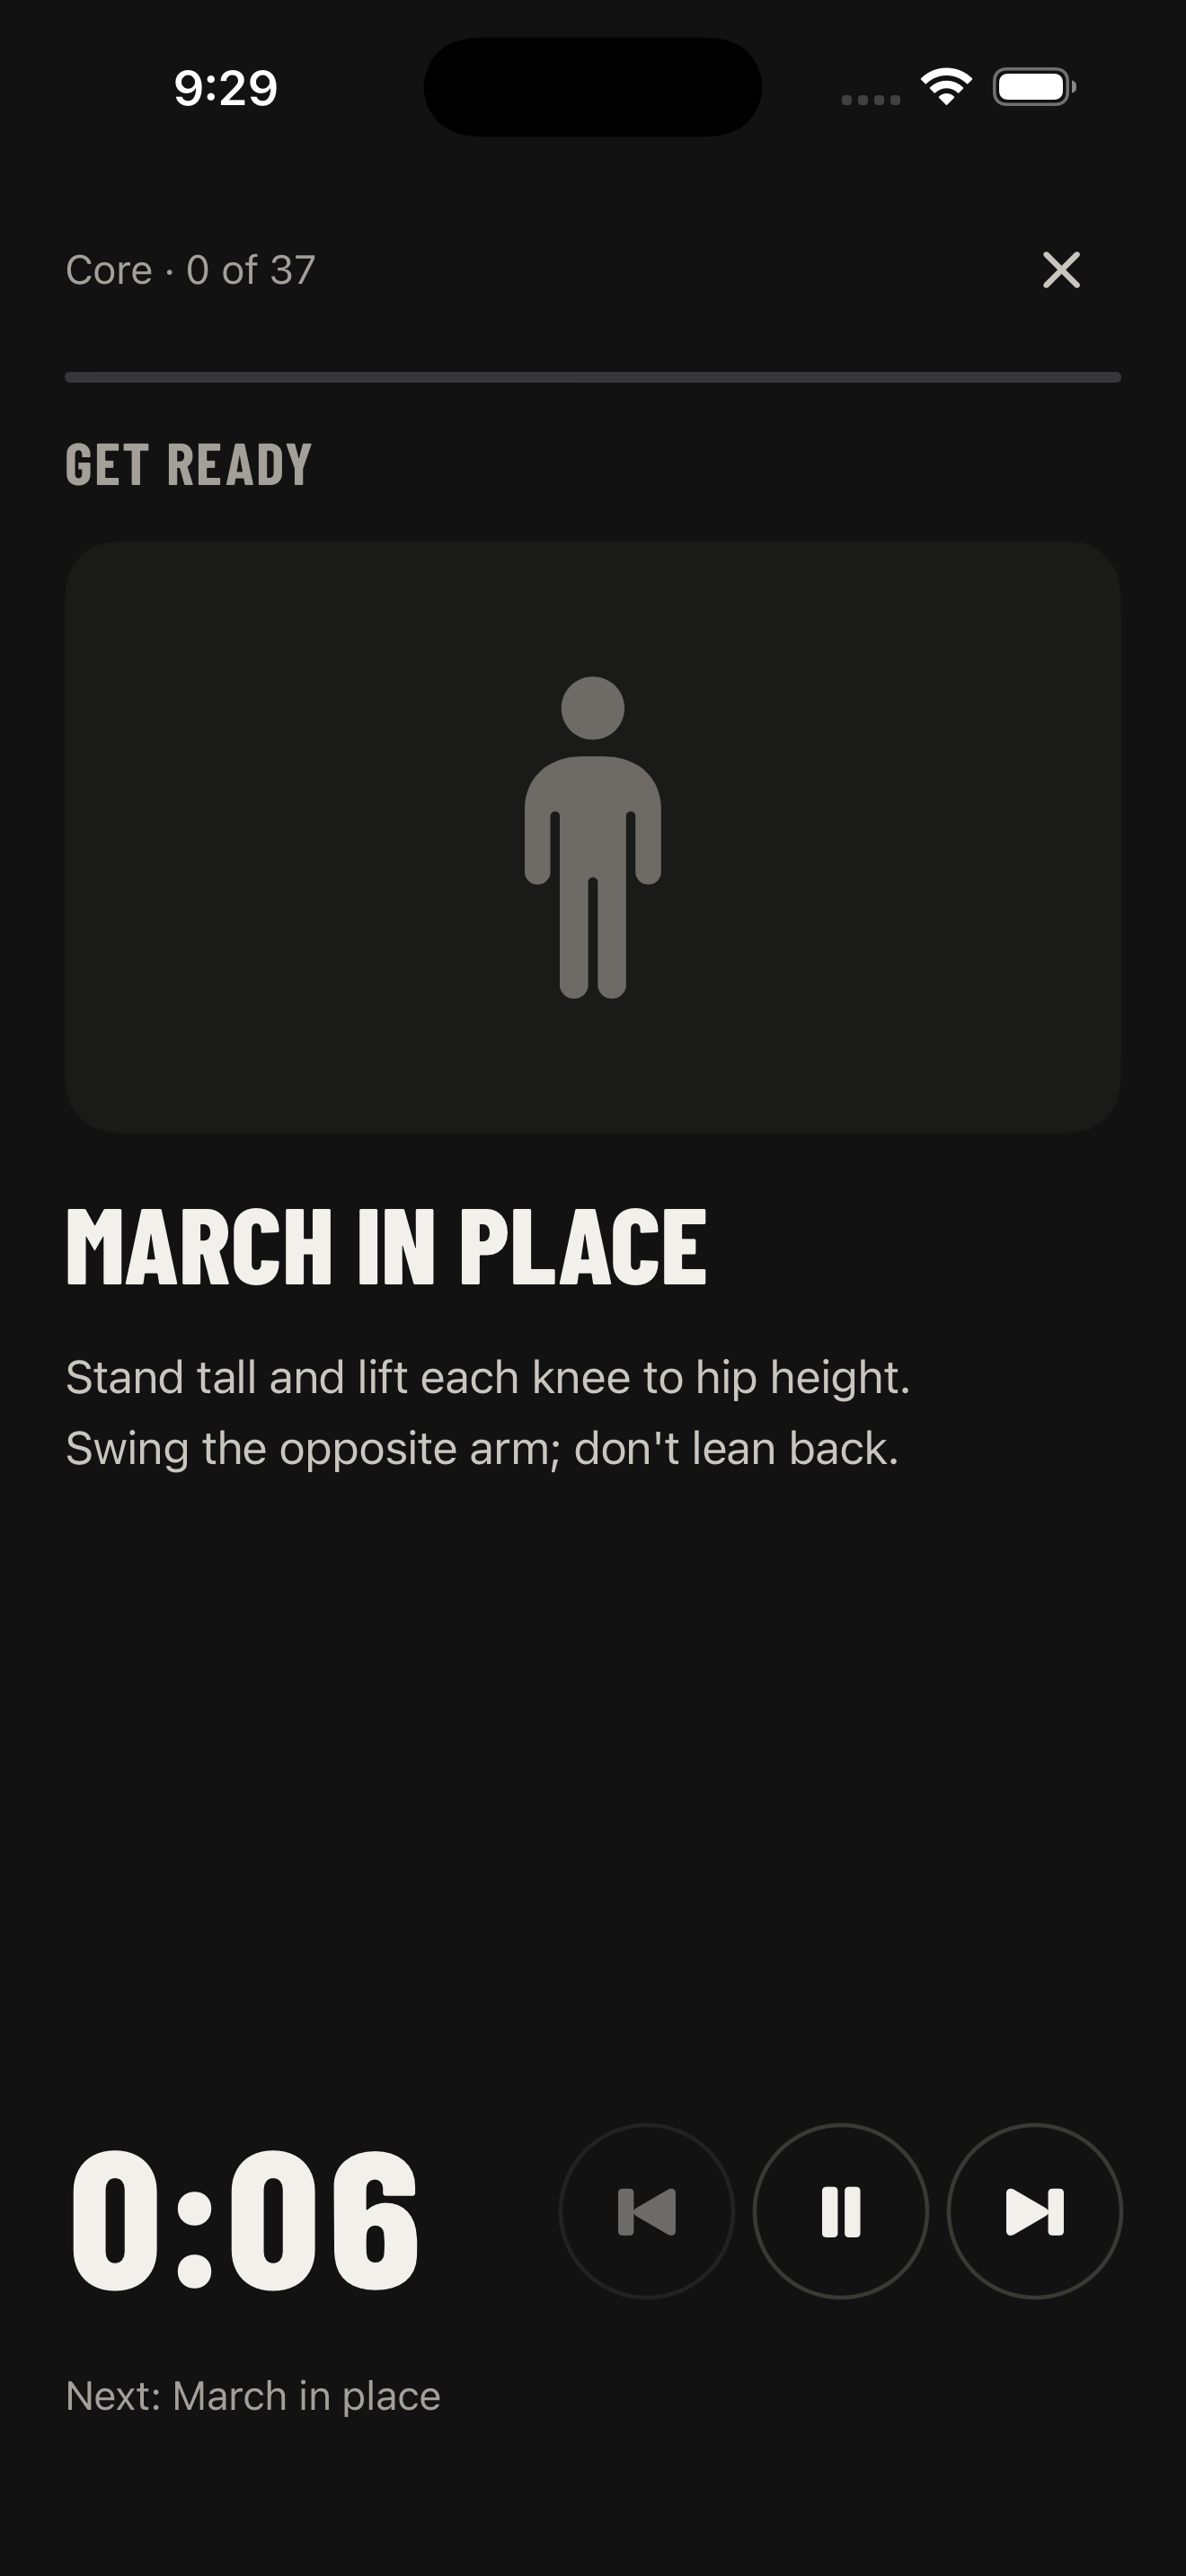 9:29
Core · 0 of 37
GET READY
MARCH IN PLACE
Stand tall and lift each knee to hip height.
Swing the opposite arm; don't lean back.
0:06
Next: March in place